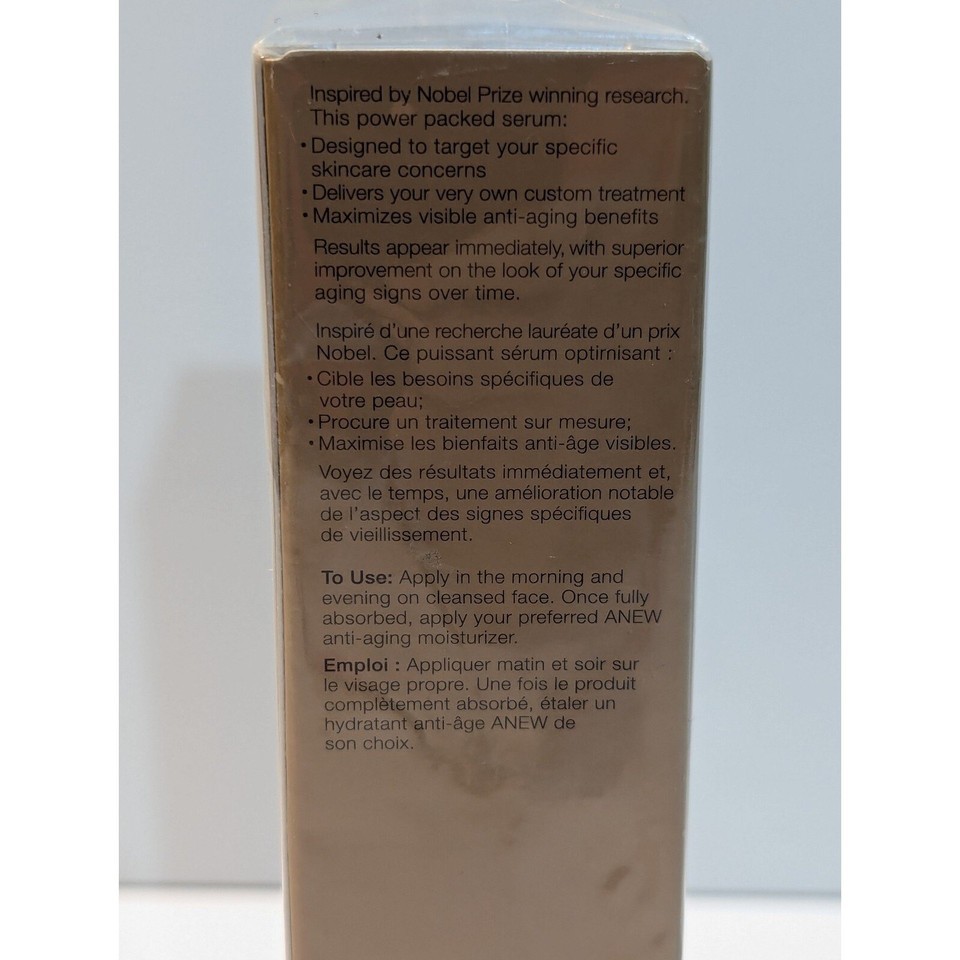 Inspired by Nobel Prize winning research.
This power packed serum:
• Designed to target your specific
skincare concerns
• Delivers your very own custom treatment
• Maximizes visible anti-aging benefits
Results appear immediately, with superior
improvement on the look of your specific
aging signs over time.
Inspiré d'une recherche lauréate d'un prix
Nobel. Ce puissant sérum optimisant :
• Cible les besoins spécifiques de
votre peau;
• Procure un traitement sur mesure;
• Maximise les bienfaits anti-âge visibles.
Voyez des résultats immédiatement et,
avec le temps, une amélioration notable
de l'aspect des signes spécifiques
de vieillissement.
To Use: Apply in the morning and
evening on cleansed face. Once fully
absorbed, apply your preferred ANEW
anti-aging moisturizer.
Emploi : Appliquer matin et soir sur
le visage propre. Une fois le produit
complètement absorbé, étaler un
hydratant anti-âge ANEW de
son choix.